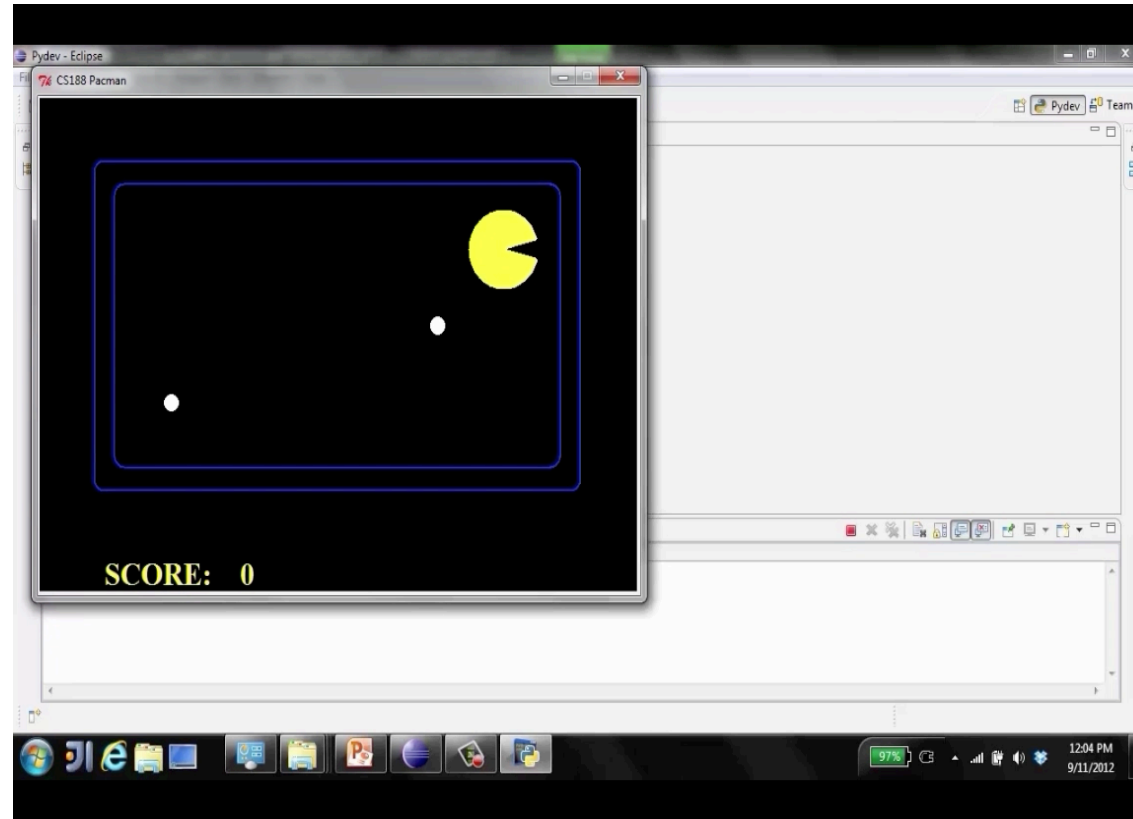 Pydev - Eclipse
CS188 Pacman
Pydev
Team
SCORE: 0
97%
12:04 PM
9/11/2012